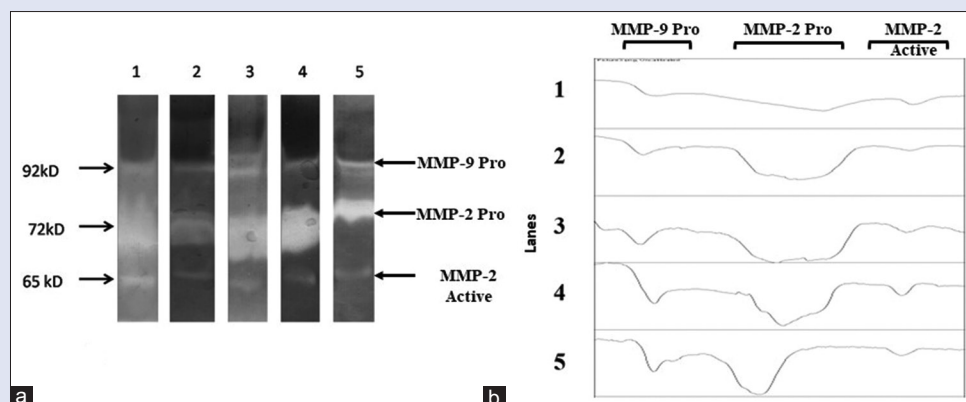 1 2 3 4 5
92kD
72kD
65 kD
MMP-9 Pro
MMP-2 Pro
MMP-2
Active
a
MMP-9 Pro MMP-2 Pro MMP-2
Active
Lanes
1
2
3
4
5
b